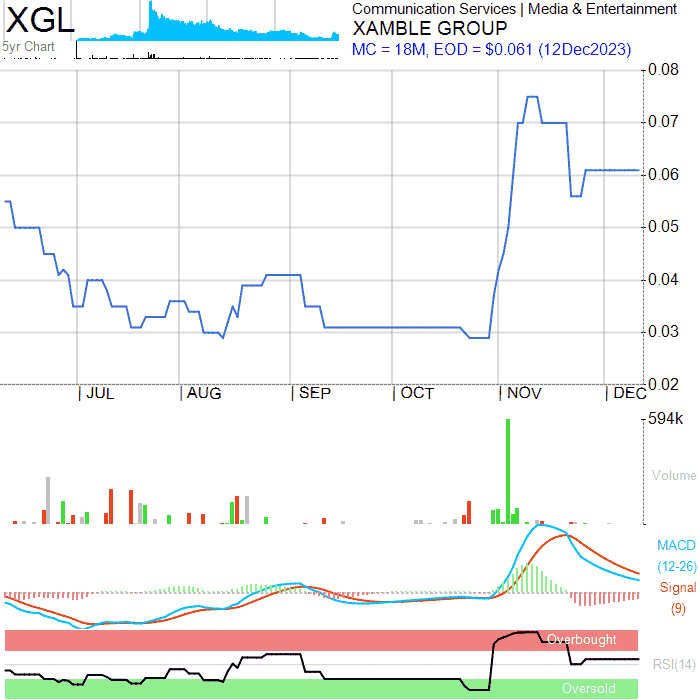 XGL
5yr Chart
Communication Services | Media & Entertainment
XAMBLE GROUP
MC = 18M, EOD = $0.061 (12Dec2023)
0.08
0.07
0.06
0.05
0.04
0.03
0.02
| JUL | AUG | SEP | OCT | NOV | DEC
594k
Volume
MACD
(12-26)
Signal
(9)
Overbought
RSI(14)
Oversold